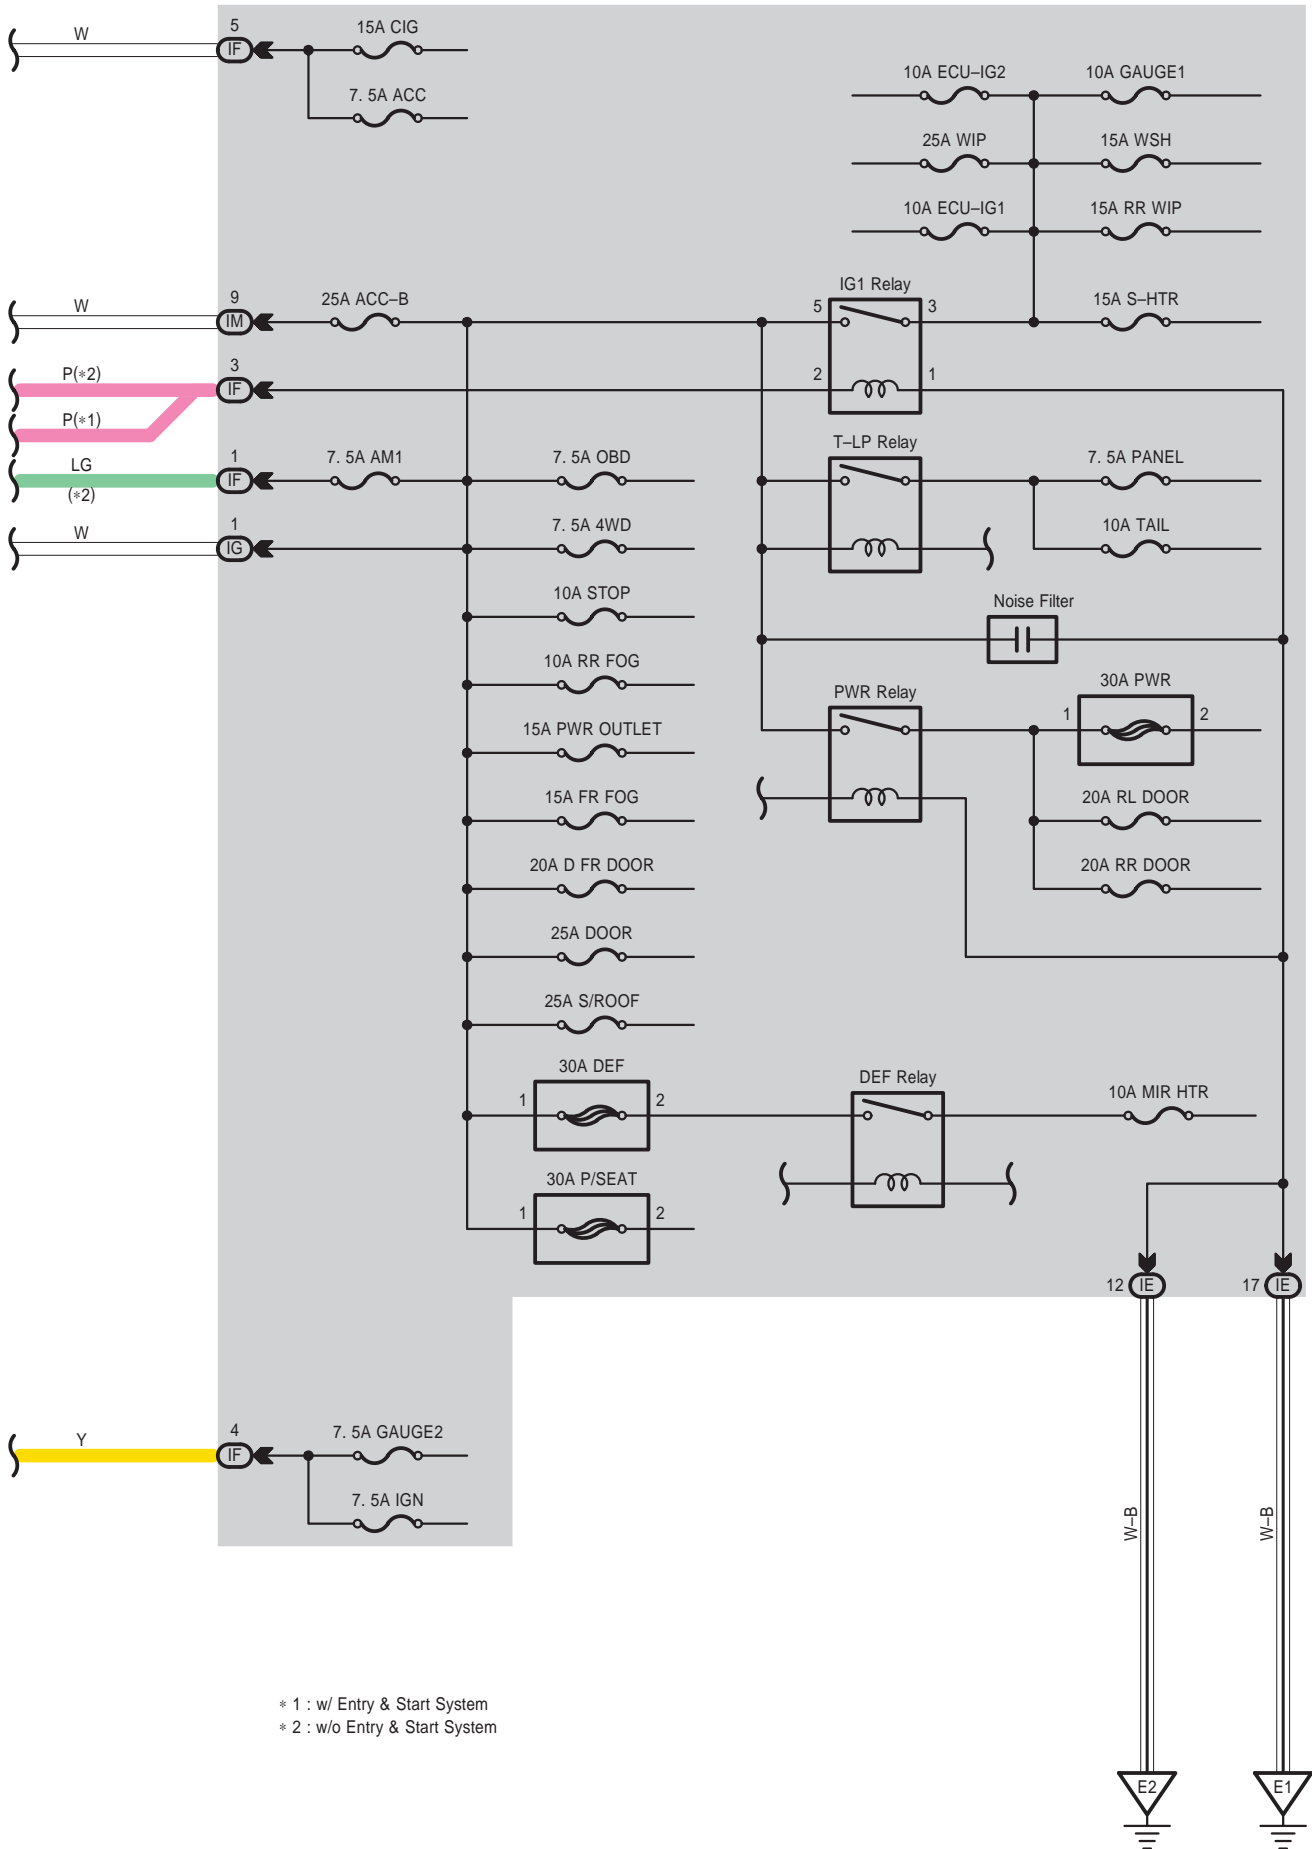 W
5
IF
15A CIG
7. 5A ACC
10A ECU–IG2
10A GAUGE1
25A WIP
15A WSH
10A ECU–IG1
15A RR WIP
IG1 Relay
W
9
IM
25A ACC–B
5
3
15A S–HTR
P(*2)
3
IF
2
1
P(*1)
T–LP Relay
LG
(*2)
1
IF
7. 5A AM1
7. 5A OBD
7. 5A PANEL
W
1
IG
7. 5A 4WD
10A TAIL
10A STOP
Noise Filter
10A RR FOG
PWR Relay
30A PWR
1
2
15A PWR OUTLET
15A FR FOG
20A RL DOOR
20A D FR DOOR
20A RR DOOR
25A DOOR
25A S/ROOF
30A DEF
1
2
DEF Relay
10A MIR HTR
30A P/SEAT
1
2
12
IE
17
IE
Y
4
IF
7. 5A GAUGE2
7. 5A IGN
W–B
W–B
* 1 : w/ Entry & Start System
* 2 : w/o Entry & Start System
E2
E1